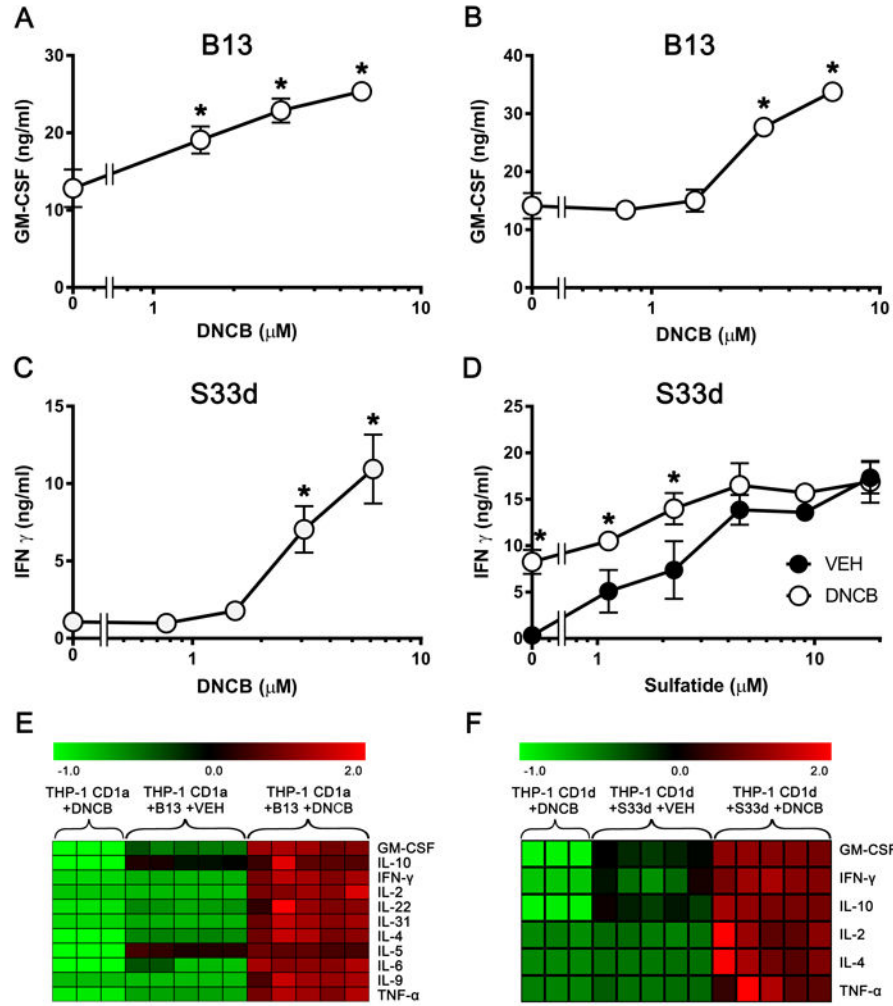 A
B13
30
20
10
0
GM-CSF (ng/ml)
*
*
*
0
1
10
DNCB (μM)
B
B13
40
30
20
10
0
GM-CSF (ng/ml)
*
*
0
1
10
DNCB (μM)
C
S33d
15
10
5
0
IFN γ (ng/ml)
*
*
0
1
10
DNCB (μM)
D
S33d
25
20
15
10
5
0
IFN γ (ng/ml)
*
*
*
VEH
DNCB
0
1
10
Sulfatide (μM)
E
-1.0 0.0 2.0
THP-1 CD1a
+DNCB
THP-1 CD1a
+B13 +VEH
THP-1 CD1a
+B13 +DNCB
GM-CSF
IL-10
IFN-γ
IL-2
IL-22
IL-31
IL-4
IL-5
IL-6
IL-9
TNF-α
F
-1.0 0.0 2.0
THP-1 CD1d
+DNCB
THP-1 CD1d
+S33d +VEH
THP-1 CD1d
+S33d +DNCB
GM-CSF
IFN-γ
IL-10
IL-2
IL-4
TNF-α